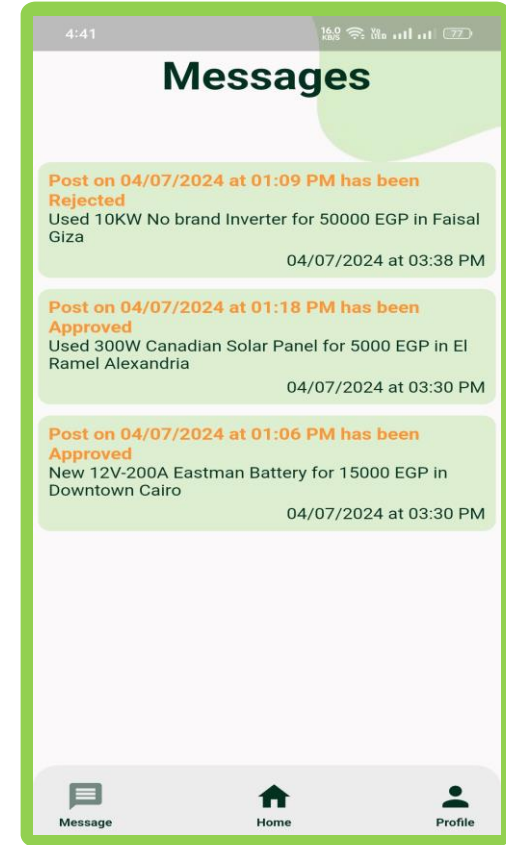 4:41
16.0 KB/S
Vo LTE
77
Messages
Post on 04/07/2024 at 01:09 PM has been
Rejected
Used 10KW No brand Inverter for 50000 EGP in Faisal
Giza
04/07/2024 at 03:38 PM
Post on 04/07/2024 at 01:18 PM has been
Approved
Used 300W Canadian Solar Panel for 5000 EGP in El
Ramel Alexandria
04/07/2024 at 03:30 PM
Post on 04/07/2024 at 01:06 PM has been
Approved
New 12V-200A Eastman Battery for 15000 EGP in
Downtown Cairo
04/07/2024 at 03:30 PM
Message
Home
Profile